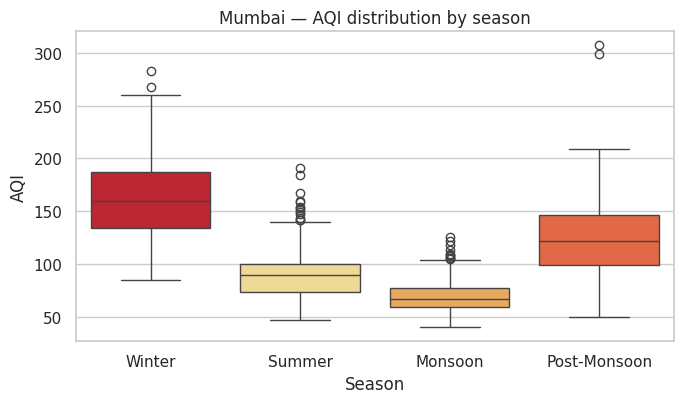 Mumbai — AQI distribution by season
300
250
200
150
100
50
AQI
Winter Summer Monsoon Post-Monsoon
Season